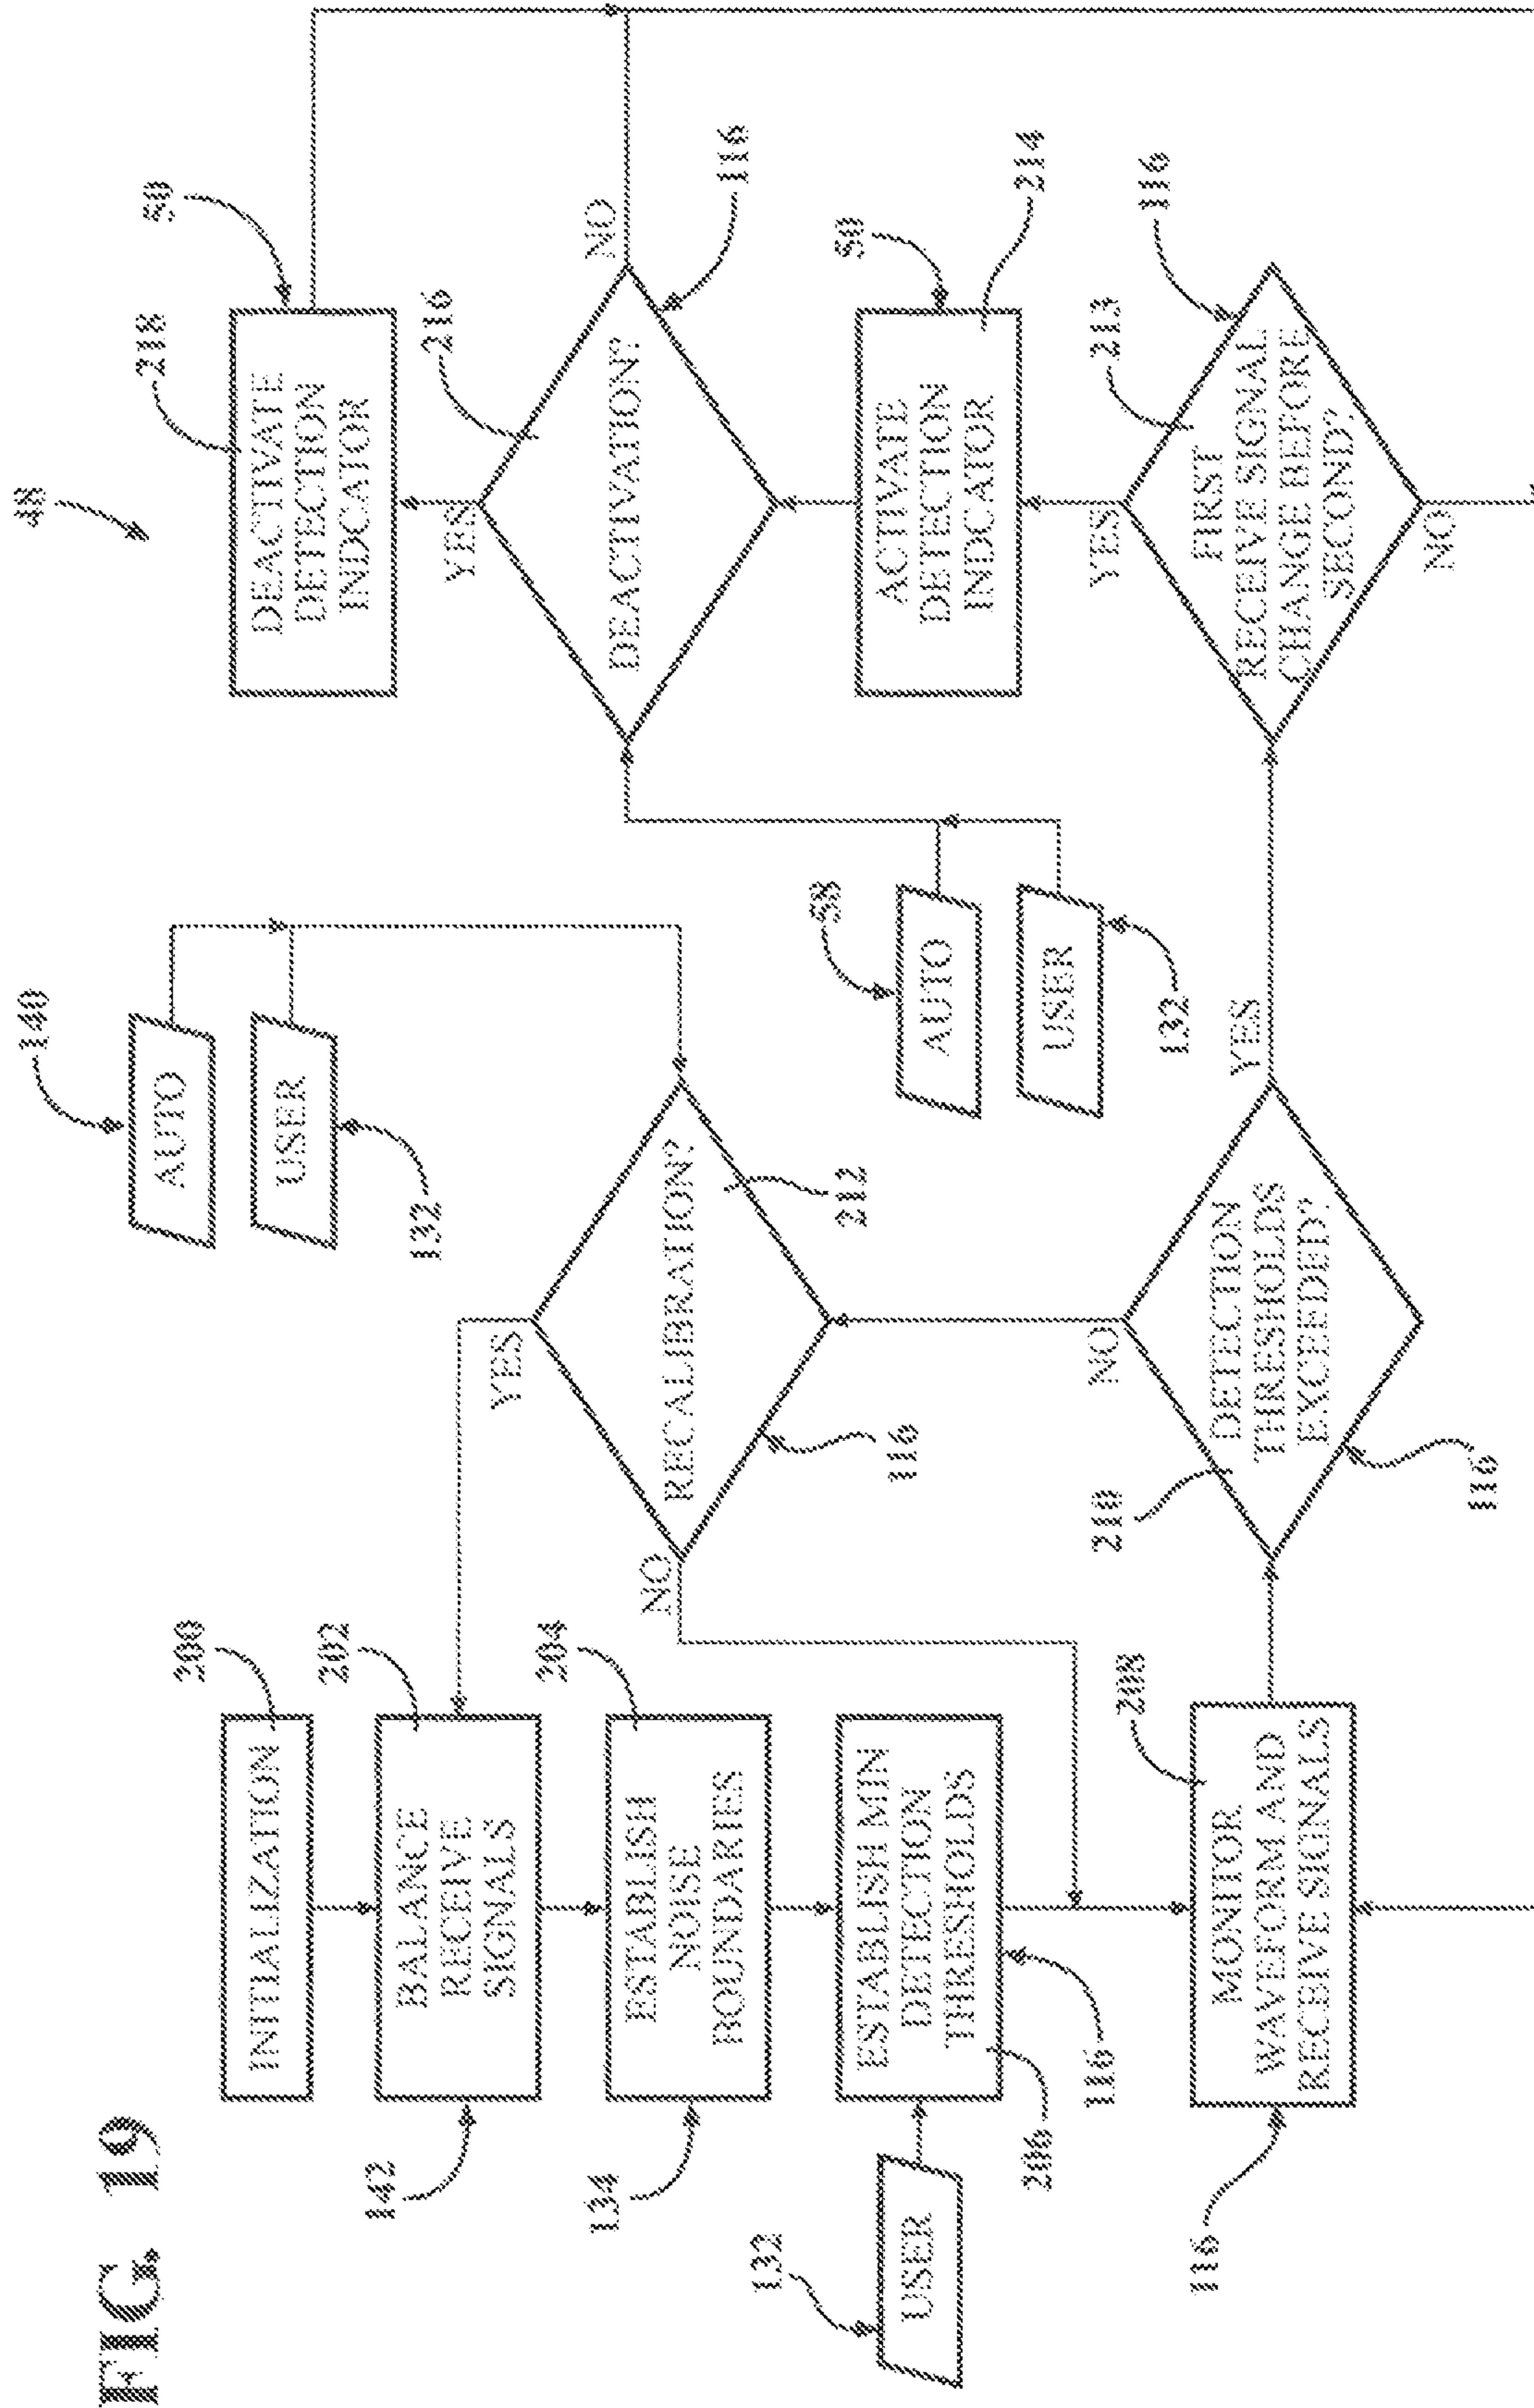 FIG. 19
48
INITIALIZATION
200
BALANCE
RECEIVE
SIGNALS
202
142
ESTABLISH
NOISE
BOUNDARIES
204
134
ESTABLISH MIN
DETECTION
THRESHOLDS
206
116
USER
132
MONITOR
WAVEFORM AND
RECEIVE SIGNALS
208
116
AUTO
140
USER
132
RECALIBRATION?
YES
NO
212
116
DETECTION
THRESHOLDS
EXCEEDED?
NO
YES
210
116
DEACTIVATE
DETECTION
INDCATOR
218
50
DEACTIVATION?
YES
NO
216
116
AUTO
58
USER
132
ACTIVATE
DETECTION
INDCATOR
50
214
FIRST
RECEIVE SIGNAL
CHANGE BEFORE
SECOND?
YES
NO
213
116